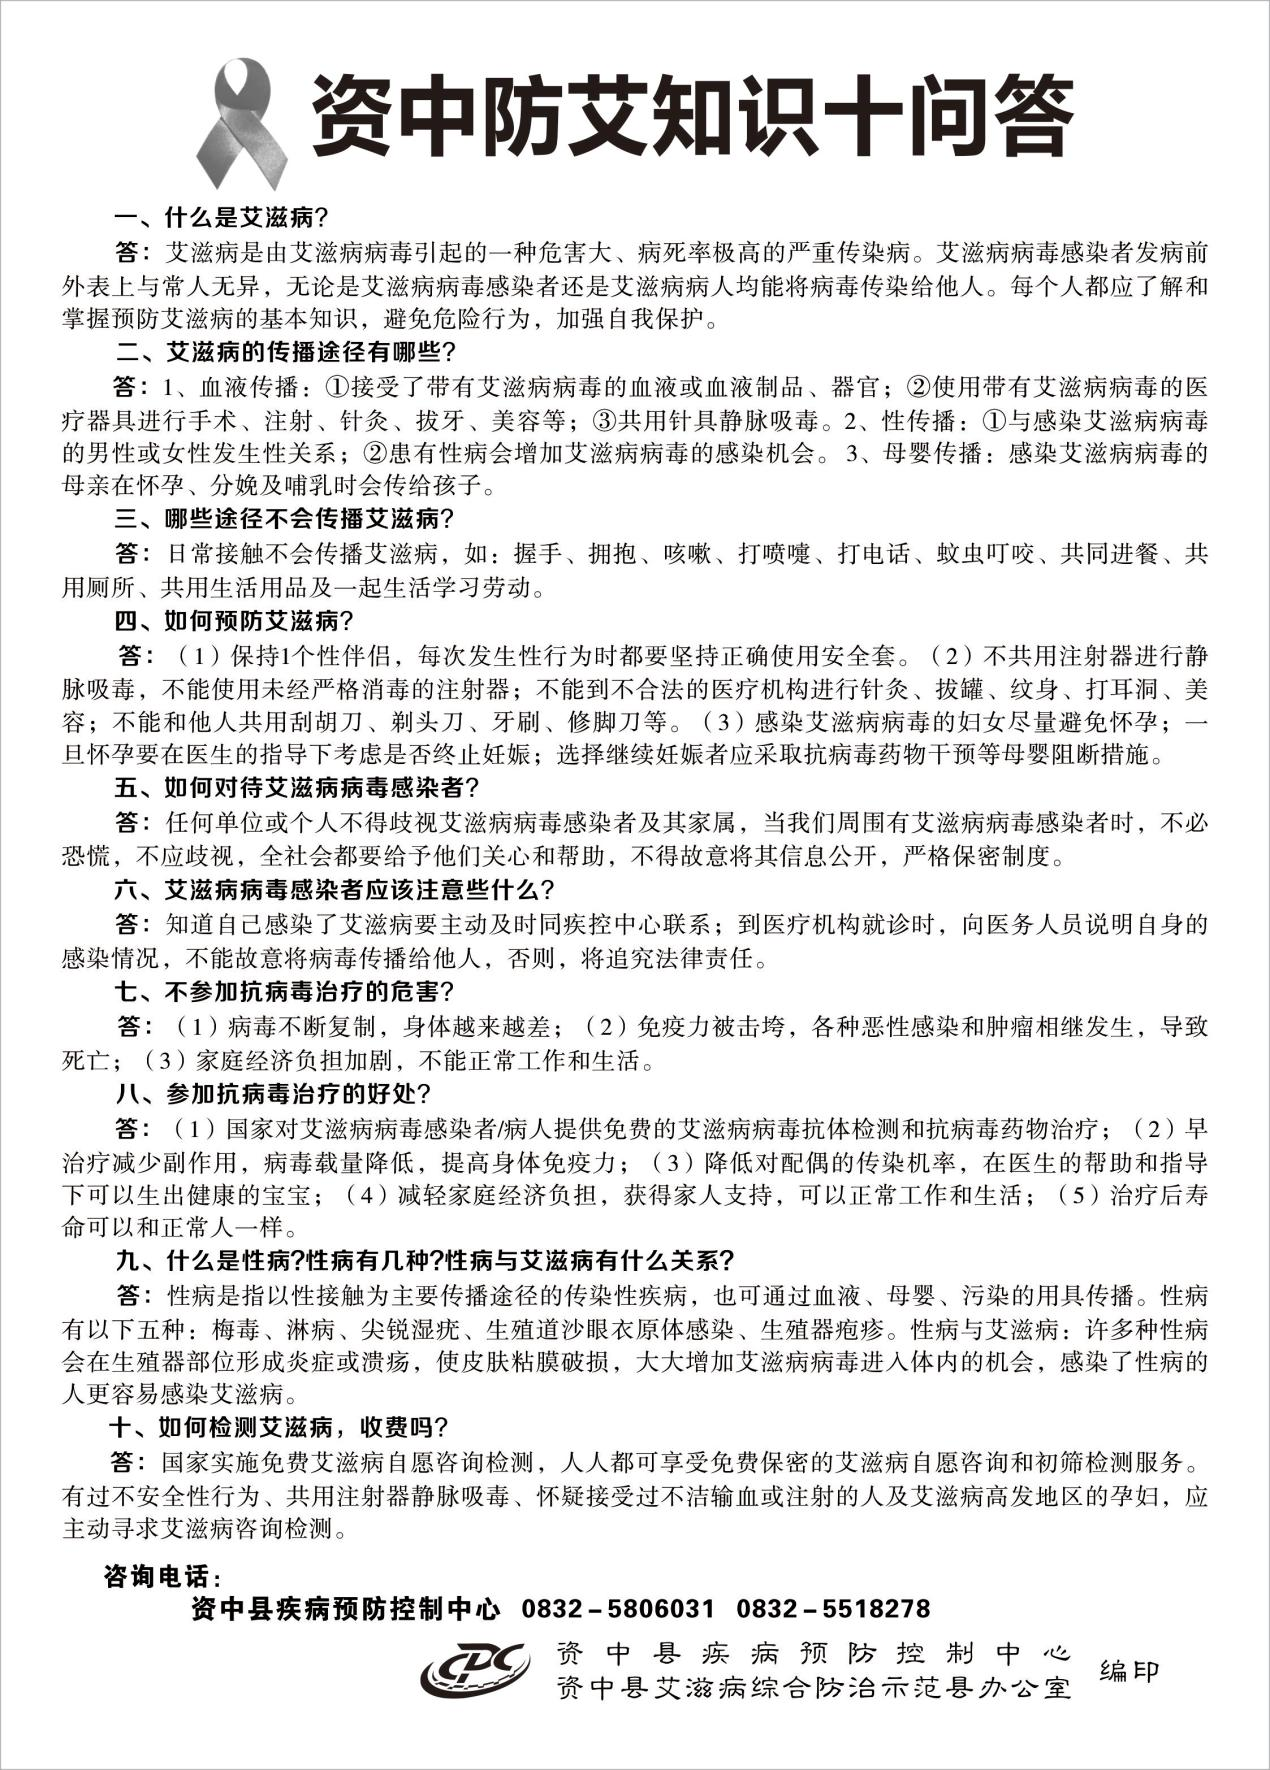 资中防艾知识十问答
一、什么是艾滋病?
答：艾滋病是由艾滋病病毒引起的一种危害大、病死率极高的严重传染病。艾滋病病毒感染者发病前
外表上与常人无异，无论是艾滋病病毒感染者还是艾滋病病人均能将病毒传染给他人。每个人都应了解和
掌握预防艾滋病的基本知识，避免危险行为，加强自我保护。
二、艾滋病的传播途径有哪些?
答：1、血液传播：①接受了带有艾滋病病毒的血液或血液制品、器官；②使用带有艾滋病病毒的医
疗器具进行手术、注射、针灸、拔牙、美容等；③共用针具静脉吸毒。2、性传播：①与感染艾滋病病毒
的男性或女性发生性关系；②患有性病会增加艾滋病病毒的感染机会。3、母婴传播：感染艾滋病病毒的
母亲在怀孕、分娩及哺乳时会传给孩子。
三、哪些途径不会传播艾滋病?
答：日常接触不会传播艾滋病，如：握手、拥抱、咳嗽、打喷嚏、打电话、蚊虫叮咬、共同进餐、共
用厕所、共用生活用品及一起生活学习劳动。
四、如何预防艾滋病?
答：（1）保持1个性伴侣，每次发生性行为时都要坚持正确使用安全套。（2）不共用注射器进行静
脉吸毒，不能使用未经严格消毒的注射器；不能到不合法的医疗机构进行针灸、拔罐、纹身、打耳洞、美
容；不能和他人共用刮胡刀、剃头刀、牙刷、修脚刀等。（3）感染艾滋病病毒的妇女尽量避免怀孕；一
旦怀孕要在医生的指导下考虑是否终止妊娠；选择继续妊娠者应采取抗病毒药物干预等母婴阻断措施。
五、如何对待艾滋病病毒感染者?
答：任何单位或个人不得歧视艾滋病病毒感染者及其家属，当我们周围有艾滋病病毒感染者时，不必
恐慌，不应歧视，全社会都要给予他们关心和帮助，不得故意将其信息公开，严格保密制度。
六、艾滋病病毒感染者应该注意些什么?
答：知道自己感染了艾滋病要主动及时同疾控中心联系；到医疗机构就诊时，向医务人员说明自身的
感染情况，不能故意将病毒传播给他人，否则，将追究法律责任。
七、不参加抗病毒治疗的危害?
答：（1）病毒不断复制，身体越来越差；（2）免疫力被击垮，各种恶性感染和肿瘤相继发生，导致
死亡；（3）家庭经济负担加剧，不能正常工作和生活。
八、参加抗病毒治疗的好处?
答：（1）国家对艾滋病病毒感染者/病人提供免费的艾滋病病毒抗体检测和抗病毒药物治疗；（2）早
治疗减少副作用，病毒载量降低，提高身体免疫力；（3）降低对配偶的传染机率，在医生的帮助和指导
下可以生出健康的宝宝；（4）减轻家庭经济负担，获得家人支持，可以正常工作和生活；（5）治疗后寿
命可以和正常人一样。
九、什么是性病?性病有几种?性病与艾滋病有什么关系?
答：性病是指以性接触为主要传播途径的传染性疾病，也可通过血液、母婴、污染的用具传播。性病
有以下五种：梅毒、淋病、尖锐湿疣、生殖道沙眼衣原体感染、生殖器疱疹。性病与艾滋病：许多种性病
会在生殖器部位形成炎症或溃疡，使皮肤粘膜破损，大大增加艾滋病病毒进入体内的机会，感染了性病的
人更容易感染艾滋病。
十、如何检测艾滋病，收费吗?
答：国家实施免费艾滋病自愿咨询检测，人人都可享受免费保密的艾滋病自愿咨询和初筛检测服务。
有过不安全性行为、共用注射器静脉吸毒、怀疑接受过不洁输血或注射的人及艾滋病高发地区的孕妇，应
主动寻求艾滋病咨询检测。
咨询电话：
资中县疾病预防控制中心 0832－5806031 0832－5518278
CDC
资中县疾病预防控制中心
资中县艾滋病综合防治示范县办公室
编印